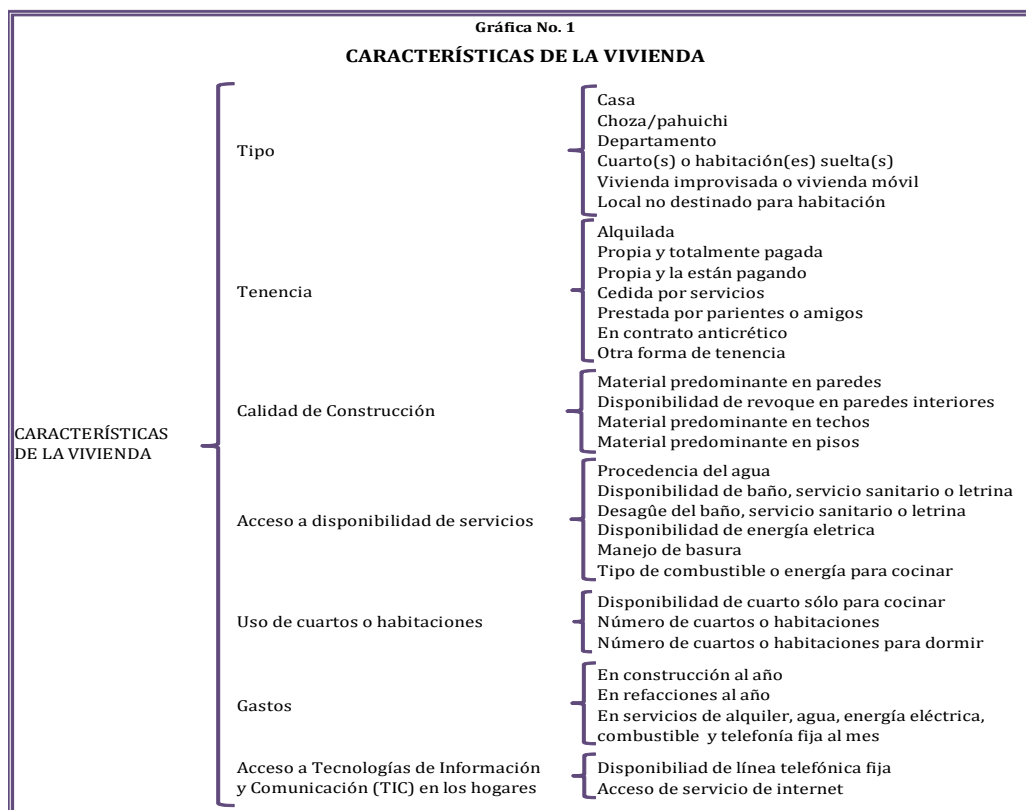 Gráfica No. 1
CARACTERÍSTICAS DE LA VIVIENDA
CARACTERÍSTICAS
DE LA VIVIENDA
Tipo
Casa
Choza/pahuichi
Departamento
Cuarto(s) o habitación(es) suelta(s)
Vivienda improvisada o vivienda móvil
Local no destinado para habitación
Tenencia
Alquilada
Propia y totalmente pagada
Propia y la están pagando
Cedida por servicios
Prestada por parientes o amigos
En contrato anticrético
Otra forma de tenencia
Calidad de Construcción
Material predominante en paredes
Disponibilidad de revoque en paredes interiores
Material predominante en techos
Material predominante en pisos
Acceso a disponibilidad de servicios
Procedencia del agua
Disponibilidad de baño, servicio sanitario o letrina
Desagûe del baño, servicio sanitario o letrina
Disponibilidad de energía eletrica
Manejo de basura
Tipo de combustible o energía para cocinar
Uso de cuartos o habitaciones
Disponibilidad de cuarto sólo para cocinar
Número de cuartos o habitaciones
Número de cuartos o habitaciones para dormir
Gastos
En construcción al año
En refacciones al año
En servicios de alquiler, agua, energía eléctrica,
combustible y telefonía fija al mes
Acceso a Tecnologías de Información
y Comunicación (TIC) en los hogares
Disponibiliad de línea telefónica fija
Acceso de servicio de internet